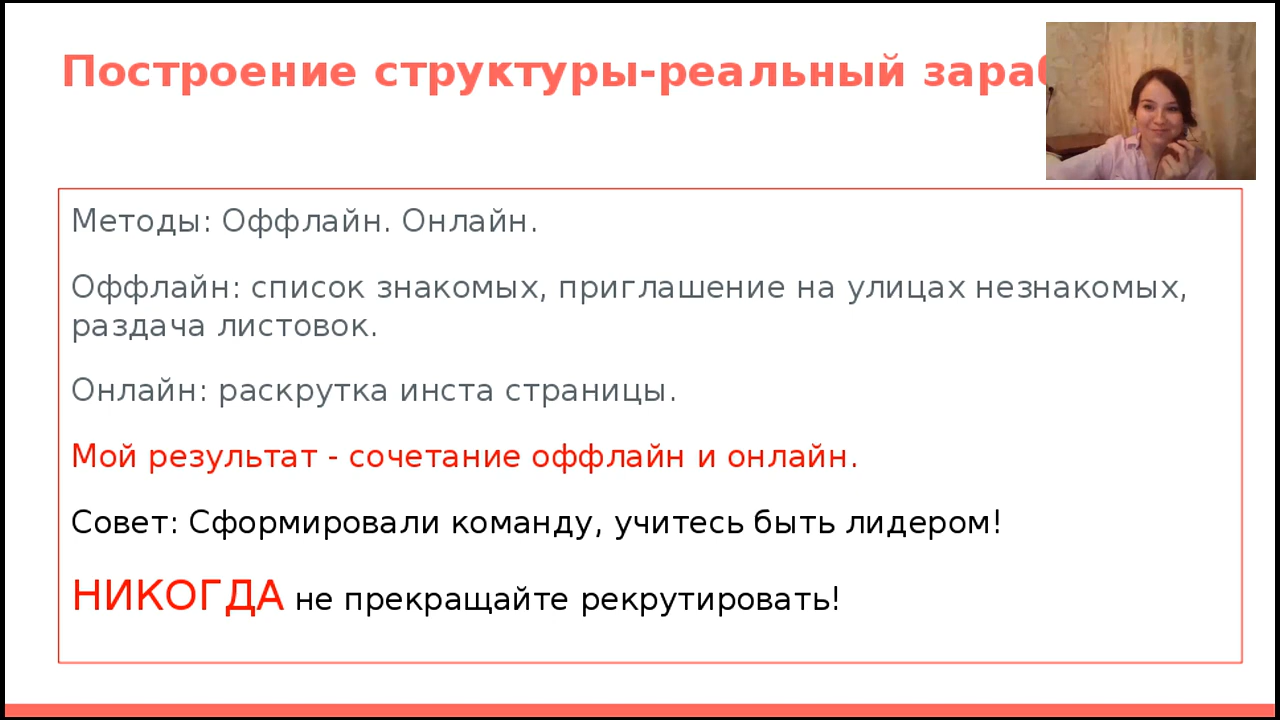 Построение структуры-реальный зараб
Методы: Оффлайн. Онлайн.
Оффлайн: список знакомых, приглашение на улицах незнакомых,
раздача листовок.
Онлайн: раскрутка инста страницы.
Мой результат - сочетание оффлайн и онлайн.
Совет: Сформировали команду, учитесь быть лидером!
НИКОГДА не прекращайте рекрутировать!